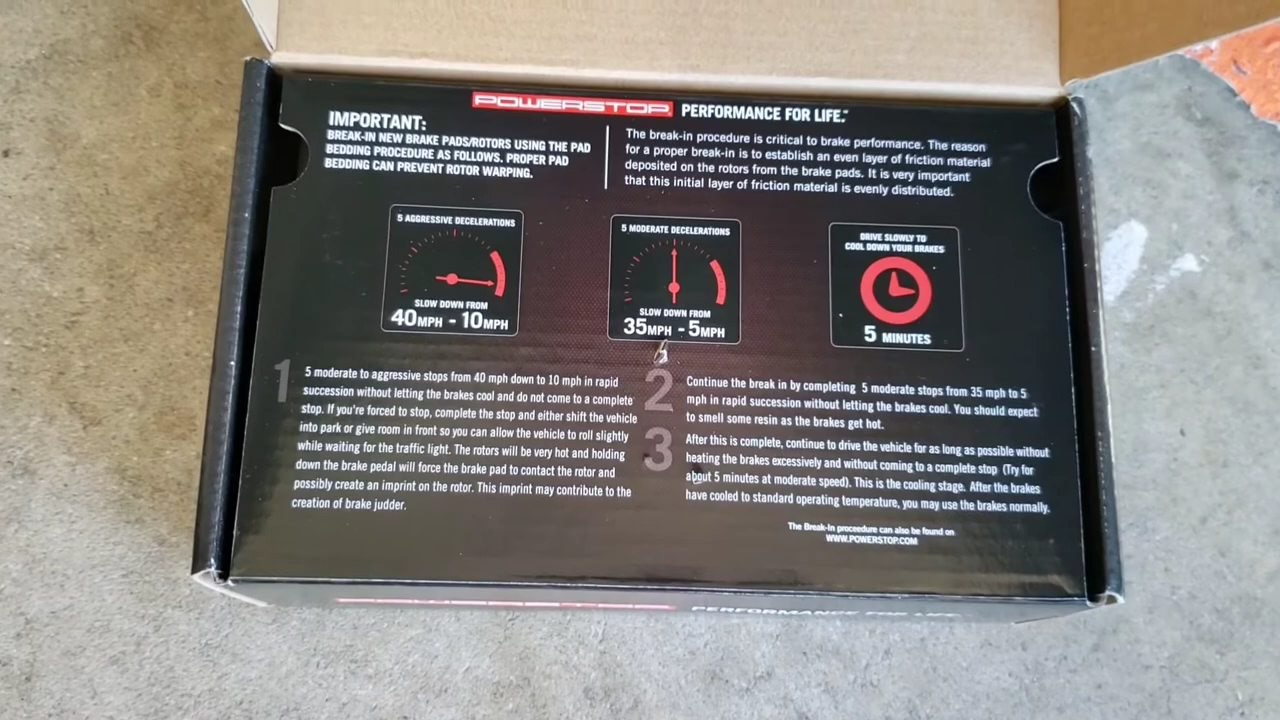 POWERSTOP. PERFORMANCE FOR LIFE.™
IMPORTANT:
BREAK-IN NEW BRAKE PADS/ROTORS USING THE PAD
BEDDING PROCEDURE AS FOLLOWS. PROPER PAD
BEDDING CAN PREVENT ROTOR WARPING.
The break-in procedure is critical to brake performance. The reason
for a proper break-in is to establish an even layer of friction material
deposited on the rotors from the brake pads. It is very important
that this initial layer of friction material is evenly distributed.
5 AGGRESSIVE DECELERATIONS
SLOW DOWN FROM
40MPH - 10MPH
5 MODERATE DECELERATIONS
SLOW DOWN FROM
35MPH - 5MPH
DRIVE SLOWLY TO
COOL DOWN YOUR BRAKES
5 MINUTES
1 5 moderate to aggressive stops from 40 mph down to 10 mph in rapid
succession without letting the brakes cool and do not come to a complete
stop. If you're forced to stop, complete the stop and either shift the vehicle
into park or give room in front so you can allow the vehicle to roll slightly
while waiting for the traffic light. The rotors will be very hot and holding
down the brake pedal will force the brake pad to contact the rotor and
possibly create an imprint on the rotor. This imprint may contribute to the
creation of brake judder.
2 Continue the break in by completing 5 moderate stops from 35 mph to 5
mph in rapid succession without letting the brakes cool. You should expect
to smell some resin as the brakes get hot.
3 After this is complete, continue to drive the vehicle for as long as possible without
heating the brakes excessively and without coming to a complete stop (Try for
about 5 minutes at moderate speed). This is the cooling stage. After the brakes
have cooled to standard operating temperature, you may use the brakes normally.
The Break-In proceedure can also be found on
WWW.POWERSTOP.COM
PERFORMANCE FOR LIFE